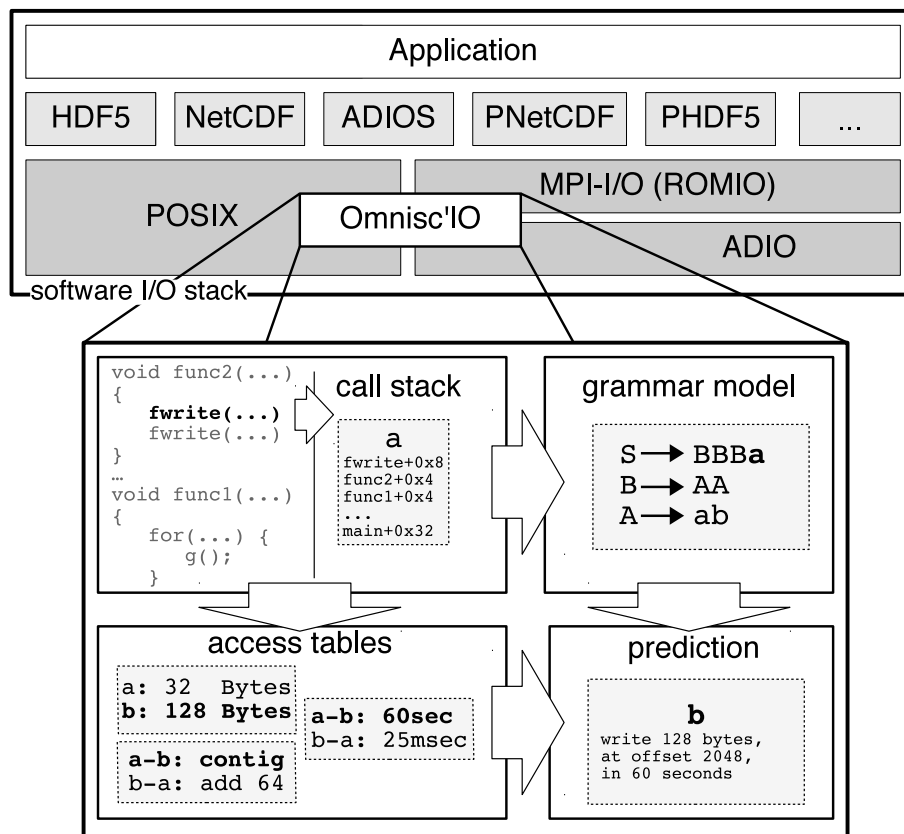 Application
HDF5 NetCDF ADIOS PNetCDF PHDF5 ...
POSIX
MPI-I/O (ROMIO)
Omnisc'IO
ADIO
software I/O stack
void func2(...)
{
fwrite(...)
fwrite(...)
}
…
void func1(...)
{
for(...) {
g();
}
call stack
a
fwrite+0x8
func2+0x4
func1+0x4
...
main+0x32
grammar model
S → BBBa
B → AA
A → ab
access tables
a: 32 Bytes
b: 128 Bytes
a-b: 60sec
b-a: 25msec
a-b: contig
b-a: add 64
prediction
b
write 128 bytes,
at offset 2048,
in 60 seconds